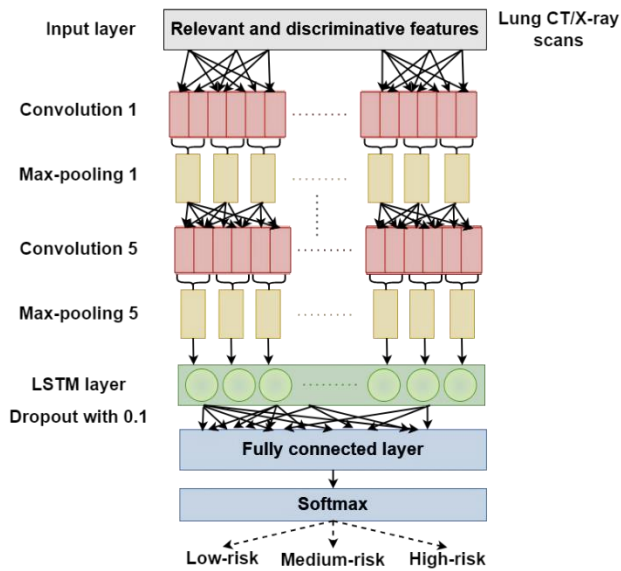 Input layer
Relevant and discriminative features
Lung CT/X-ray
scans
Convolution 1
Max-pooling 1
Convolution 5
Max-pooling 5
LSTM layer
Dropout with 0.1
Fully connected layer
Softmax
Low-risk
Medium-risk
High-risk